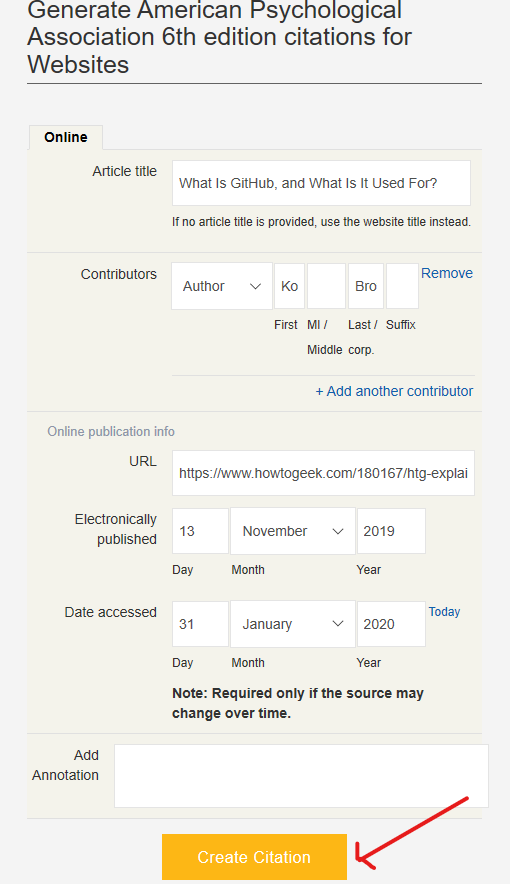 Generate American Psychological
Association 6th edition citations for
Websites
Online
Article title
What Is GitHub, and What Is It Used For?
If no article title is provided, use the website title instead.
Contributors
Author
Ko
Bro
Remove
First MI / Last / Suffix
Middle corp.
+ Add another contributor
Online publication info
URL
https://www.howtogeek.com/180167/htg-explai
Electronically
published
13 November 2019
Day Month Year
Date accessed
31 January 2020 Today
Day Month Year
Note: Required only if the source may
change over time.
Add
Annotation
Create Citation